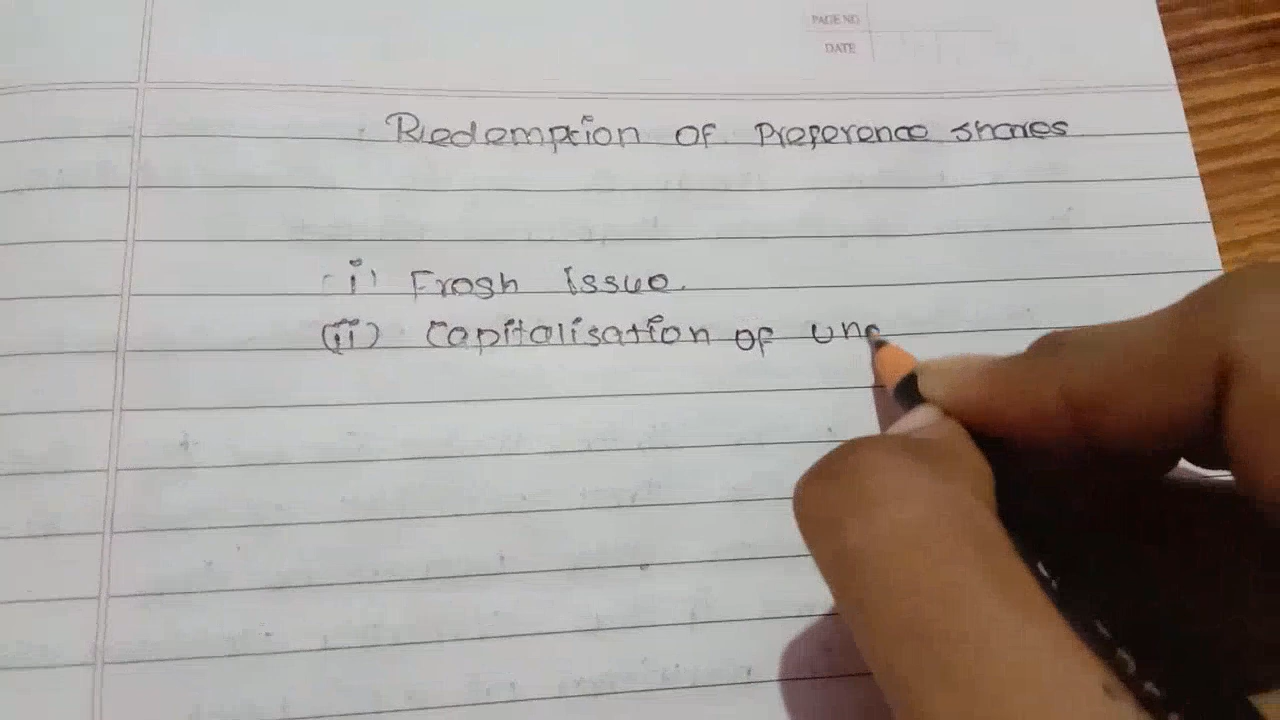 PAGE NO
DATE
Redemption of Preference shares
(i) Fresh Issue.
(ii) Capitalisation of un